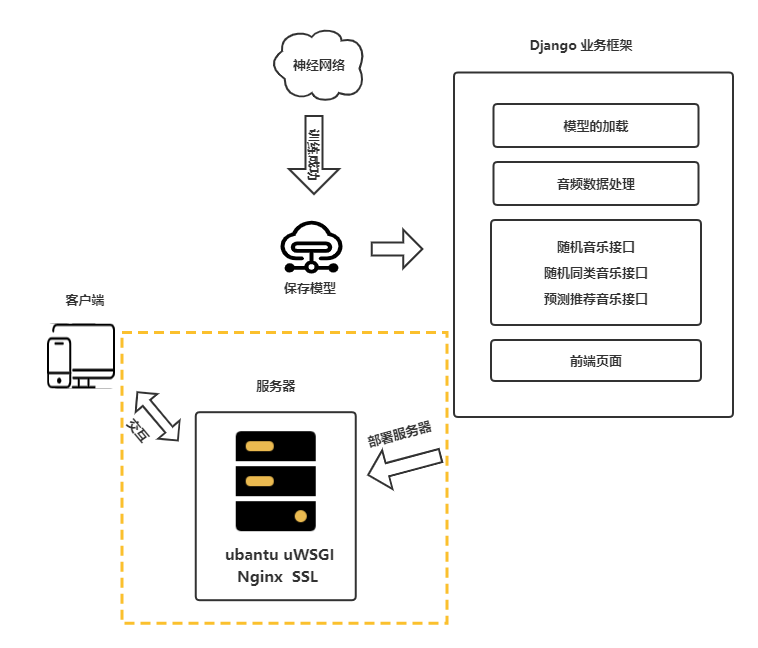 神经网络
训练成功
保存模型
Django 业务框架
模型的加载
音频数据处理
随机音乐接口
随机同类音乐接口
预测推荐音乐接口
前端页面
客户端
交互
服务器
部署服务器
ubantu uWSGI
Nginx SSL